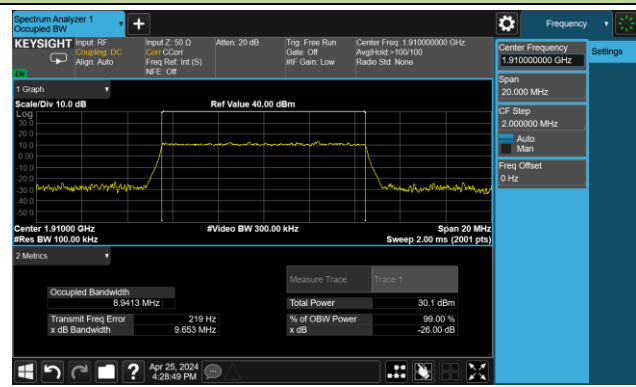 Spectrum Analyzer 1
Occupied BW
Frequency
KEYSIGHT
Input: RF
Coupling: DC
Align: Auto
Input Z: 50 Ω
Corr CCorr
Freq Ref: Int (S)
NFE: Off
Atten: 20 dB
Trig: Free Run
Gate: Off
#IF Gain: Low
Center Freq: 1.910000000 GHz
Avg|Hold:>100/100
Radio Std: None
LXI
Center Frequency
1.910000000 GHz
Settings
Span
20.000 MHz
CF Step
2.000000 MHz
Auto
Man
Freq Offset
0 Hz
1 Graph
Scale/Div 10.0 dB
Ref Value 40.00 dBm
Log
30.0
20.0
10.0
0.00
-10.0
-20.0
-30.0
-40.0
-50.0
Center 1.91000 GHz
#Video BW 300.00 kHz
Span 20 MHz
#Res BW 100.00 kHz
Sweep 2.00 ms (2001 pts)
2 Metrics
Measure Trace
Trace 1
Occupied Bandwidth
8.9413 MHz
Total Power
30.1 dBm
Transmit Freq Error
219 Hz
% of OBW Power
99.00 %
x dB Bandwidth
9.653 MHz
x dB
-26.00 dB
Apr 25, 2024
4:28:49 PM